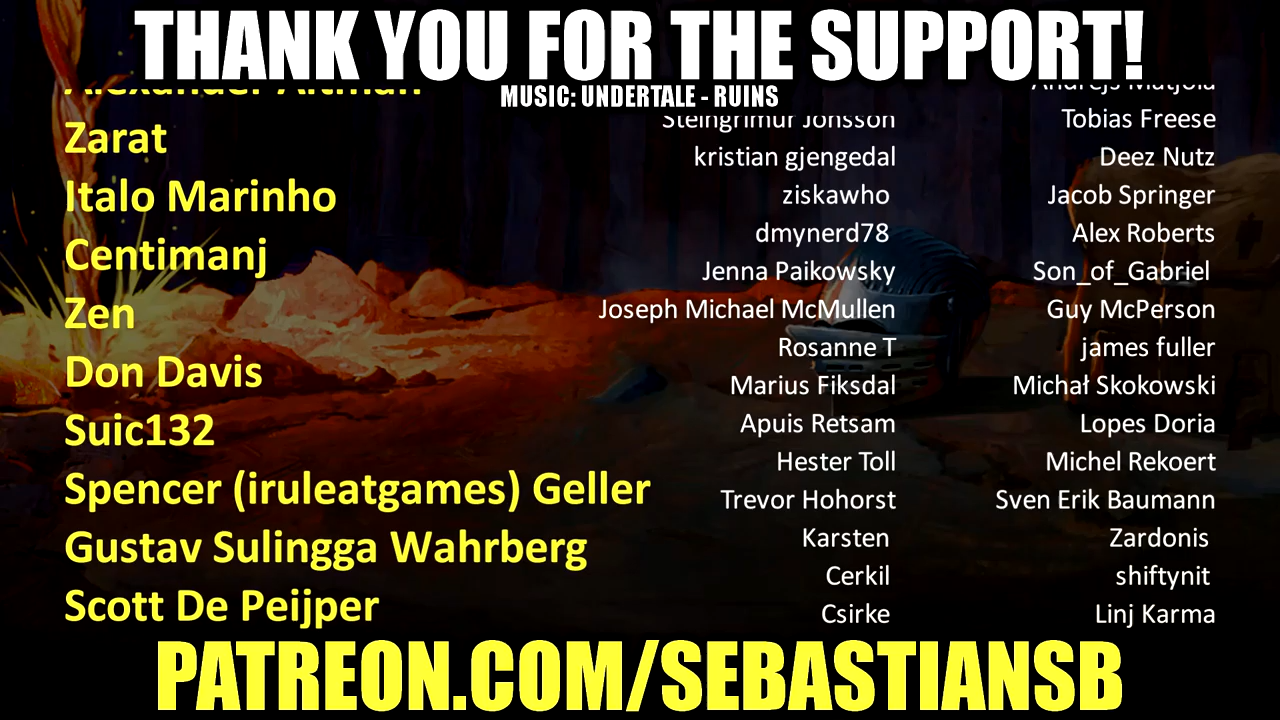 THANK YOU FOR THE SUPPORT!
MUSIC: UNDERTALE - RUINS
Alexander Altman
Zarat
Italo Marinho
Centimanj
Zen
Don Davis
Suic132
Spencer (iruleatgames) Geller
Gustav Sulingga Wahrberg
Scott De Peijper
Steingrimur Jonsson
kristian gjengedal
ziskawho
dmynerd78
Jenna Paikowsky
Joseph Michael McMullen
Rosanne T
Marius Fiksdal
Apuis Retsam
Hester Toll
Trevor Hohorst
Karsten
Cerkil
Csirke
Tobias Freese
Deez Nutz
Jacob Springer
Alex Roberts
Son_of_Gabriel
Guy McPerson
james fuller
Michał Skokowski
Lopes Doria
Michel Rekoert
Sven Erik Baumann
Zardonis
shiftynit
Linj Karma
PATREON.COM/SEBASTIANSB